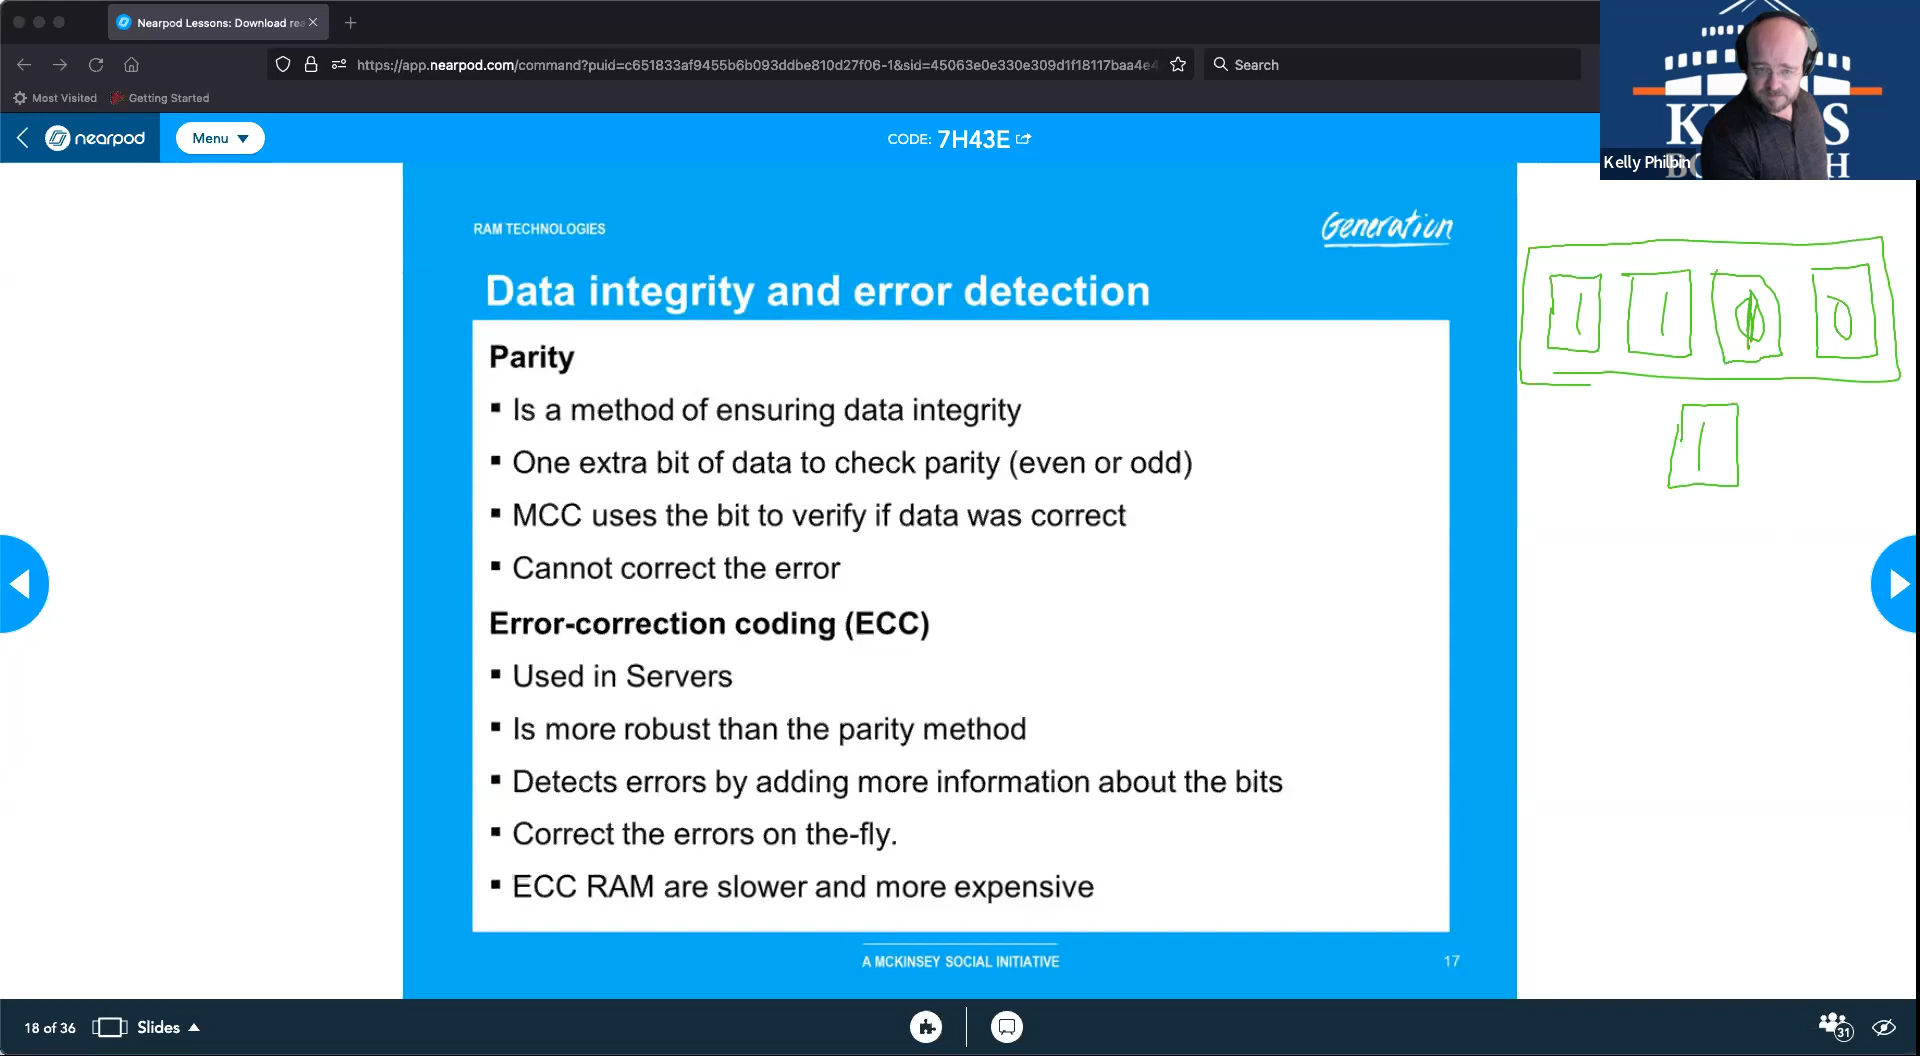 Nearpod Lessons: Download rea
https://app.nearpod.com/command?puid=c651833af9455b6b093ddbe810d27f06-1&sid=45063e0e330e309d1f18117baa4e4
Search
Most Visited
Getting Started
nearpod
Menu
CODE: 7H43E
Kelly Philbin
RAM TECHNOLOGIES
Generation
Data integrity and error detection
Parity
▪ Is a method of ensuring data integrity
▪ One extra bit of data to check parity (even or odd)
▪ MCC uses the bit to verify if data was correct
▪ Cannot correct the error
Error-correction coding (ECC)
▪ Used in Servers
▪ Is more robust than the parity method
▪ Detects errors by adding more information about the bits
▪ Correct the errors on the-fly.
▪ ECC RAM are slower and more expensive
A MCKINSEY SOCIAL INITIATIVE
17
1 1 0
1
18 of 36
Slides
31